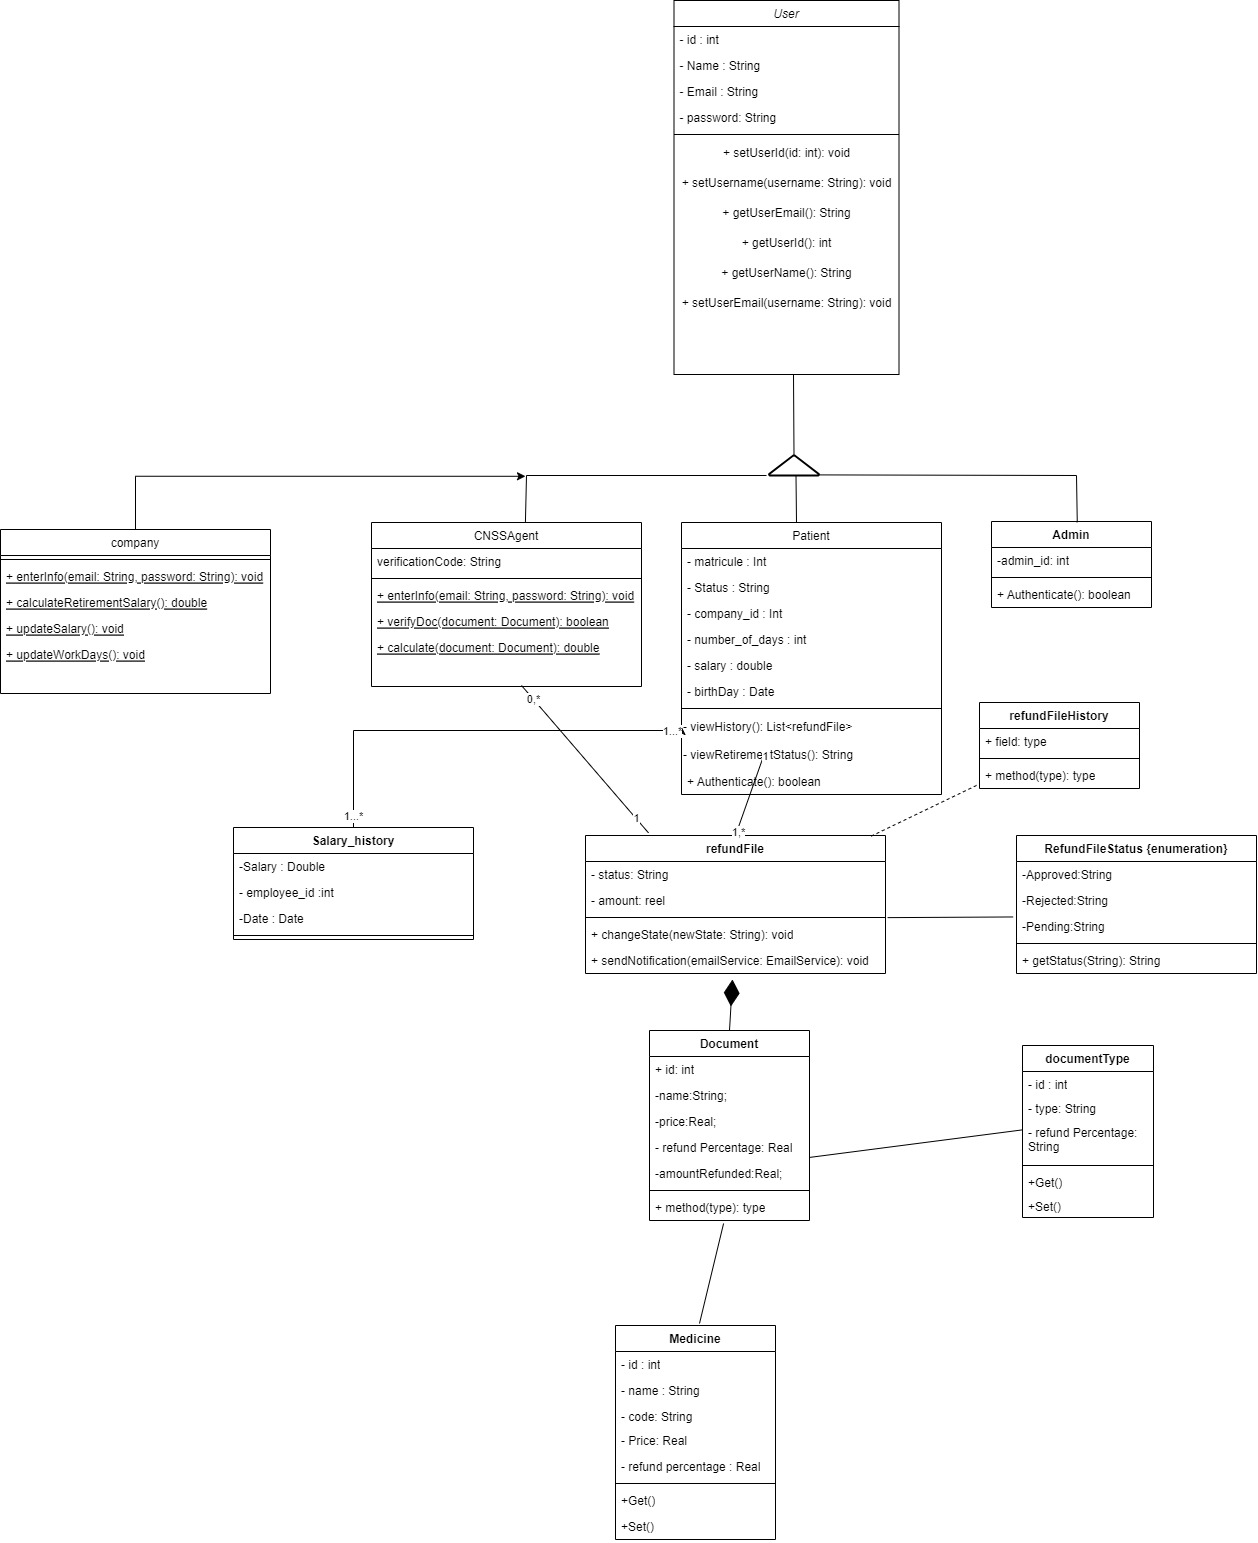 User
- id : int
- Name : String
- Email : String
- password: String
+ setUserId(id: int): void
+ setUsername(username: String): void
+ getUserEmail(): String
+ getUserId(): int
+ getUserName(): String
+ setUserEmail(username: String): void
company
+ enterInfo(email: String, password: String): void
+ calculateRetirementSalary(): double
+ updateSalary(): void
+ updateWorkDays(): void
CNSSAgent
verificationCode: String
+ enterInfo(email: String, password: String): void
+ verifyDoc(document: Document): boolean
+ calculate(document: Document): double
Patient
- matricule : Int
- Status : String
- company_id : Int
- number_of_days : int
- salary : double
- birthDay : Date
- viewHistory(): List<refundFile>
- viewRetirementStatus(): String
+ Authenticate(): boolean
Admin
-admin_id: int
+ Authenticate(): boolean
0,*
1...*
1
refundFileHistory
+ field: type
+ method(type): type
1...*
1
1,*
Salary_history
-Salary : Double
- employee_id :int
-Date : Date
refundFile
- status: String
- amount: reel
+ changeState(newState: String): void
+ sendNotification(emailService: EmailService): void
RefundFileStatus {enumeration}
-Approved:String
-Rejected:String
-Pending:String
+ getStatus(String): String
Document
+ id: int
-name:String;
-price:Real;
- refund Percentage: Real
-amountRefunded:Real;
+ method(type): type
documentType
- id : int
- type: String
- refund Percentage:
String
+Get()
+Set()
Medicine
- id : int
- name : String
- code: String
- Price: Real
- refund percentage : Real
+Get()
+Set()